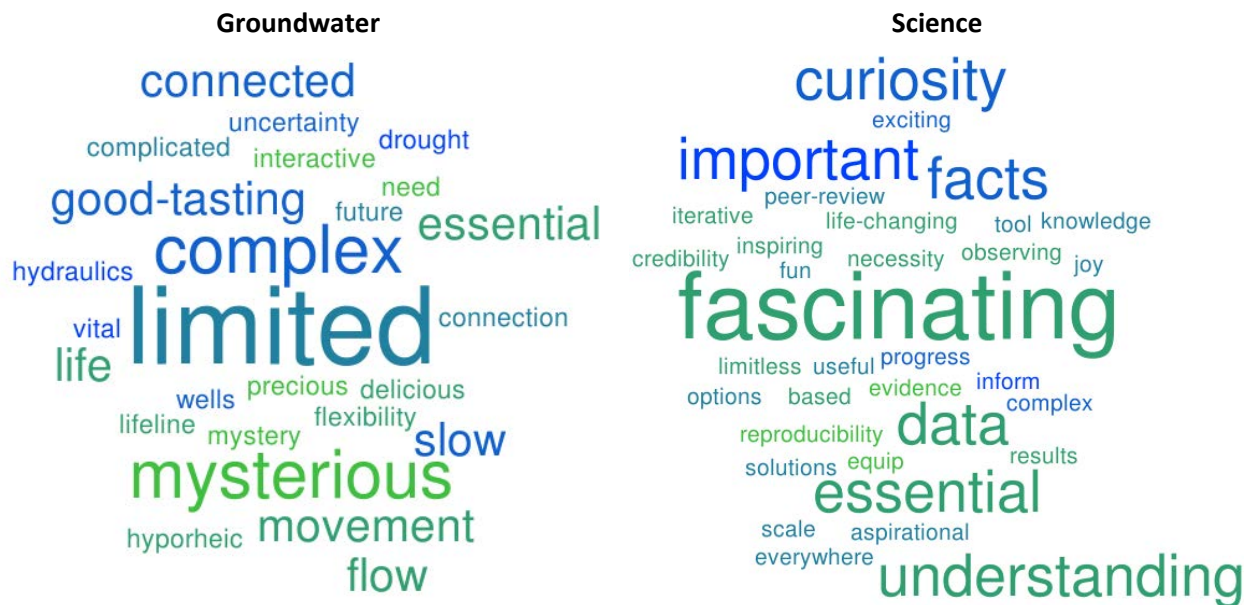 Groundwater
connected
uncertainty
drought
complicated
interactive
need
good-tasting
future
essential
complex
hydraulics
limited
vital
connection
life
precious
delicious
wells
flexibility
lifeline
mystery
slow
mysterious
movement
hyporheic
flow
Science
curiosity
exciting
important
facts
peer-review
iterative
life-changing
tool
knowledge
inspiring
observing
credibility
necessity
fun
joy
fascinating
progress
limitless
useful
inform
evidence
options
based
complex
data
reproducibility
results
solutions
equip
essential
scale
aspirational
everywhere
understanding